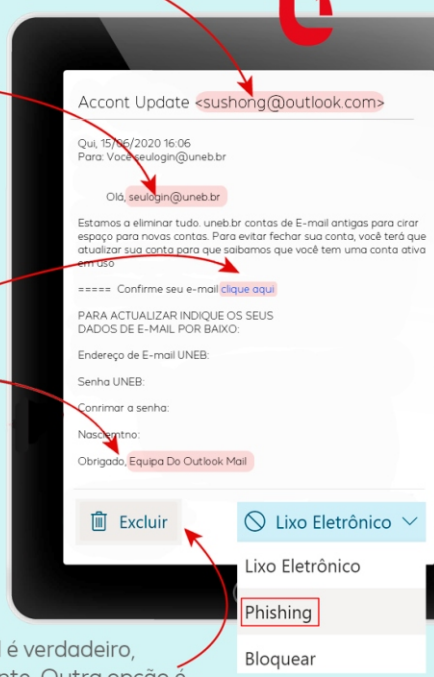 Accont Update <sushong@outlook.com>
Qui, 15/06/2020 16:06
Para: Você seulogin@uneb.br
Olá, seulogin@uneb.br
Estamos a eliminar tudo. uneb.br contas de E-mail antigas para cirar
espaço para novas contas. Para evitar fechar sua conta, você terá que
atualizar sua conta para que saibamos que você tem uma conta ativa
em uso
===== Confirme seu e-mail clique aqui
PARA ACTUALIZAR INDIQUE OS SEUS
DADOS DE E-MAIL POR BAIXO:
Endereço de E-mail UNEB:
Senha UNEB:
Conrimar a senha:
Nasciemtno:
Obrigado, Equipa Do Outlook Mail
Excluir
Lixo Eletrônico
Lixo Eletrônico
Phishing
Bloquear
é verdadeiro,
Outra opção é